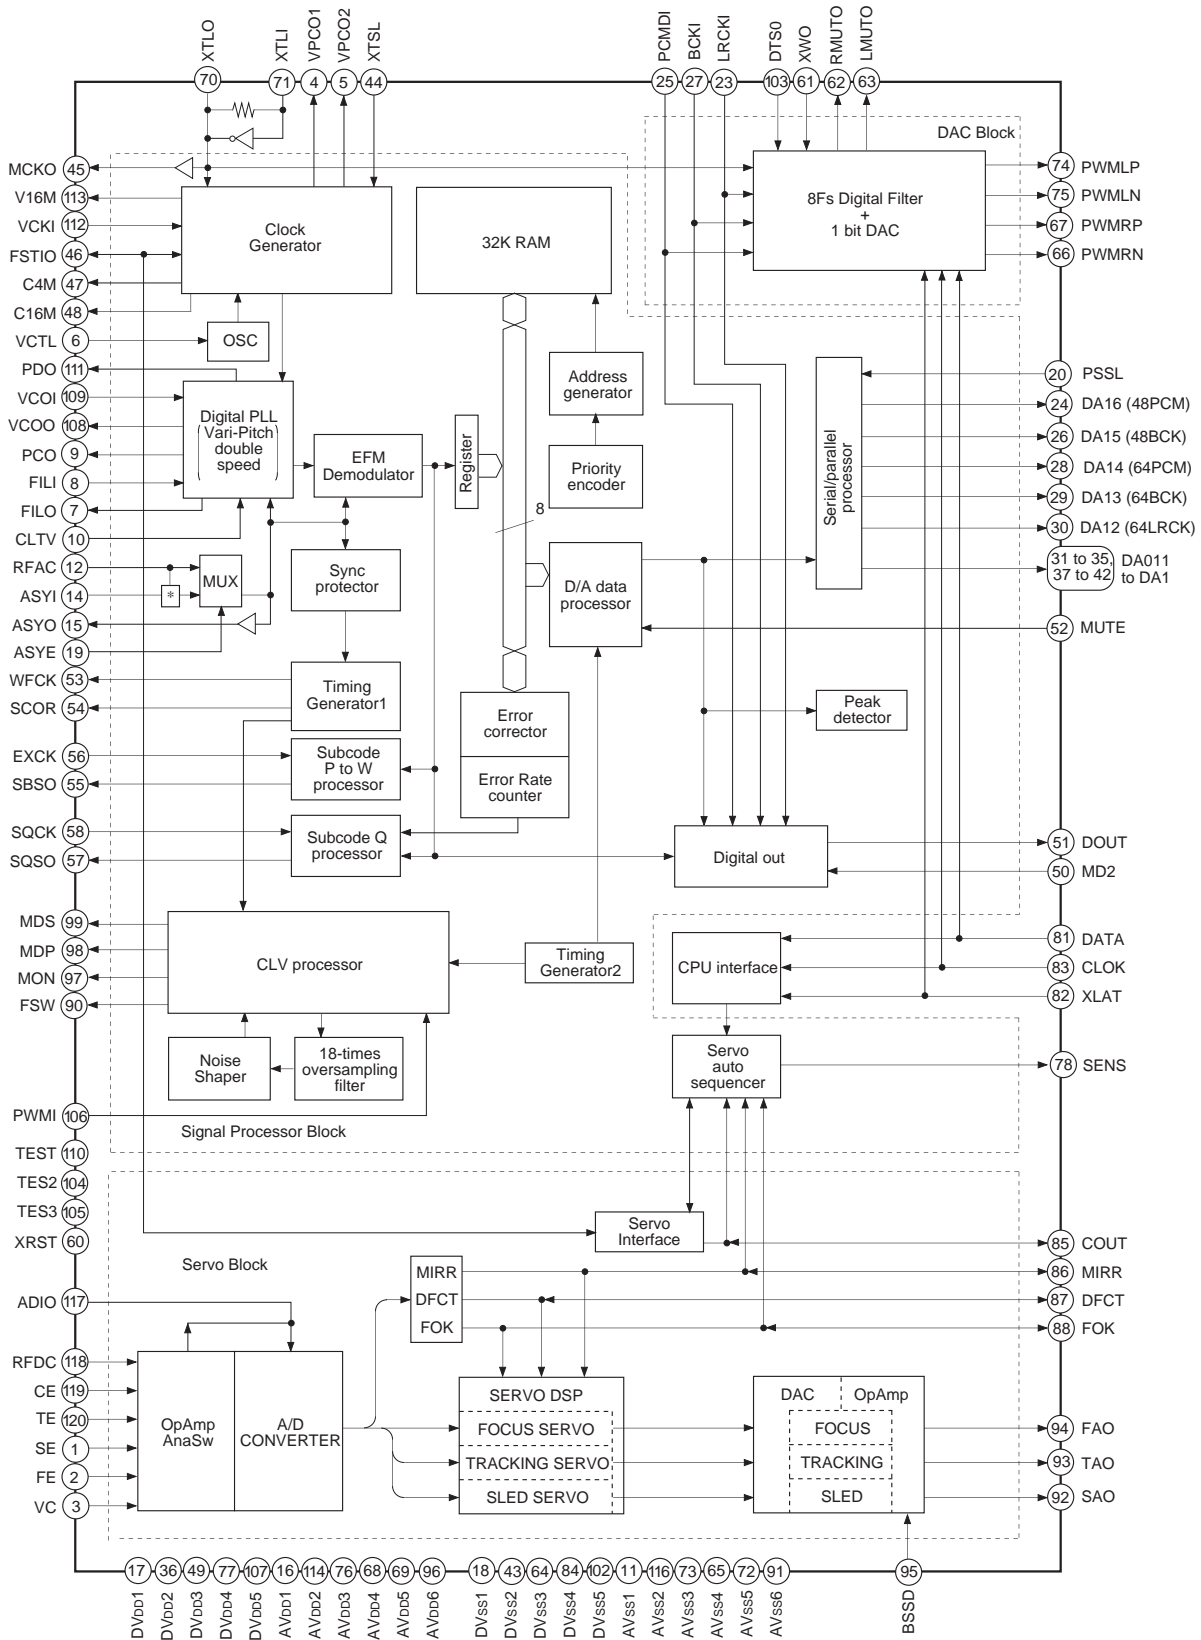 XTLO
XTLI
VPCO1
VPCO2
XTSL
PCMDI
BCKI
LRCKI
DTS0
XWO
RMUTO
LMUTO
70
71
4
5
44
25
27
23
103
61
62
63
DAC Block
MCKO 45
V16M 113
VCKI 112
FSTIO 46
C4M 47
C16M 48
VCTL 6
PDO 111
VCOI 109
VCOO 108
PCO 9
FILI 8
FILO 7
CLTV 10
RFAC 12
ASYI 14
ASYO 15
ASYE 19
WFCK 53
SCOR 54
EXCK 56
SBSO 55
SQCK 58
SQSO 57
MDS 99
MDP 98
MON 97
FSW 90
PWMI 106
TEST 110
TES2 104
TES3 105
XRST 60
ADIO 117
RFDC 118
CE 119
TE 120
SE 1
FE 2
VC 3
Clock
Generator
32K RAM
8Fs Digital Filter
+
1 bit DAC
OSC
Digital PLL
Vari-Pitch
double
speed
EFM
Demodulator
Register
Address
generator
Priority
encoder
8
Serial/parallel
processor
MUX
*
Sync
protector
D/A data
processor
Timing
Generator1
Error
corrector
Error Rate
counter
Peak
detector
Subcode
P to W
processor
Subcode Q
processor
Digital out
CLV processor
Timing
Generator2
CPU interface
Noise
Shaper
18-times
oversampling
filter
Servo
auto
sequencer
Signal Processor Block
Servo
Interface
Servo Block
MIRR
DFCT
FOK
OpAmp
AnaSw
A/D
CONVERTER
SERVO DSP
FOCUS SERVO
TRACKING SERVO
SLED SERVO
DAC
OpAmp
FOCUS
TRACKING
SLED
74 PWMLP
75 PWMLN
67 PWMRP
66 PWMRN
20 PSSL
24 DA16 (48PCM)
26 DA15 (48BCK)
28 DA14 (64PCM)
29 DA13 (64BCK)
30 DA12 (64LRCK)
31 to 35, DA011
37 to 42 to DA1
52 MUTE
51 DOUT
50 MD2
81 DATA
83 CLOK
82 XLAT
78 SENS
85 COUT
86 MIRR
87 DFCT
88 FOK
94 FAO
93 TAO
92 SAO
17
36
49
77
107
16
114
76
68
69
96
18
43
64
84
102
11
116
73
65
72
91
95
DVDD1
DVDD2
DVDD3
DVDD4
DVDD5
AVDD1
AVDD2
AVDD3
AVDD4
AVDD5
AVDD6
DVSS1
DVSS2
DVSS3
DVSS4
DVSS5
AVSS1
AVSS2
AVSS3
AVSS4
AVSS5
AVSS6
BSSD